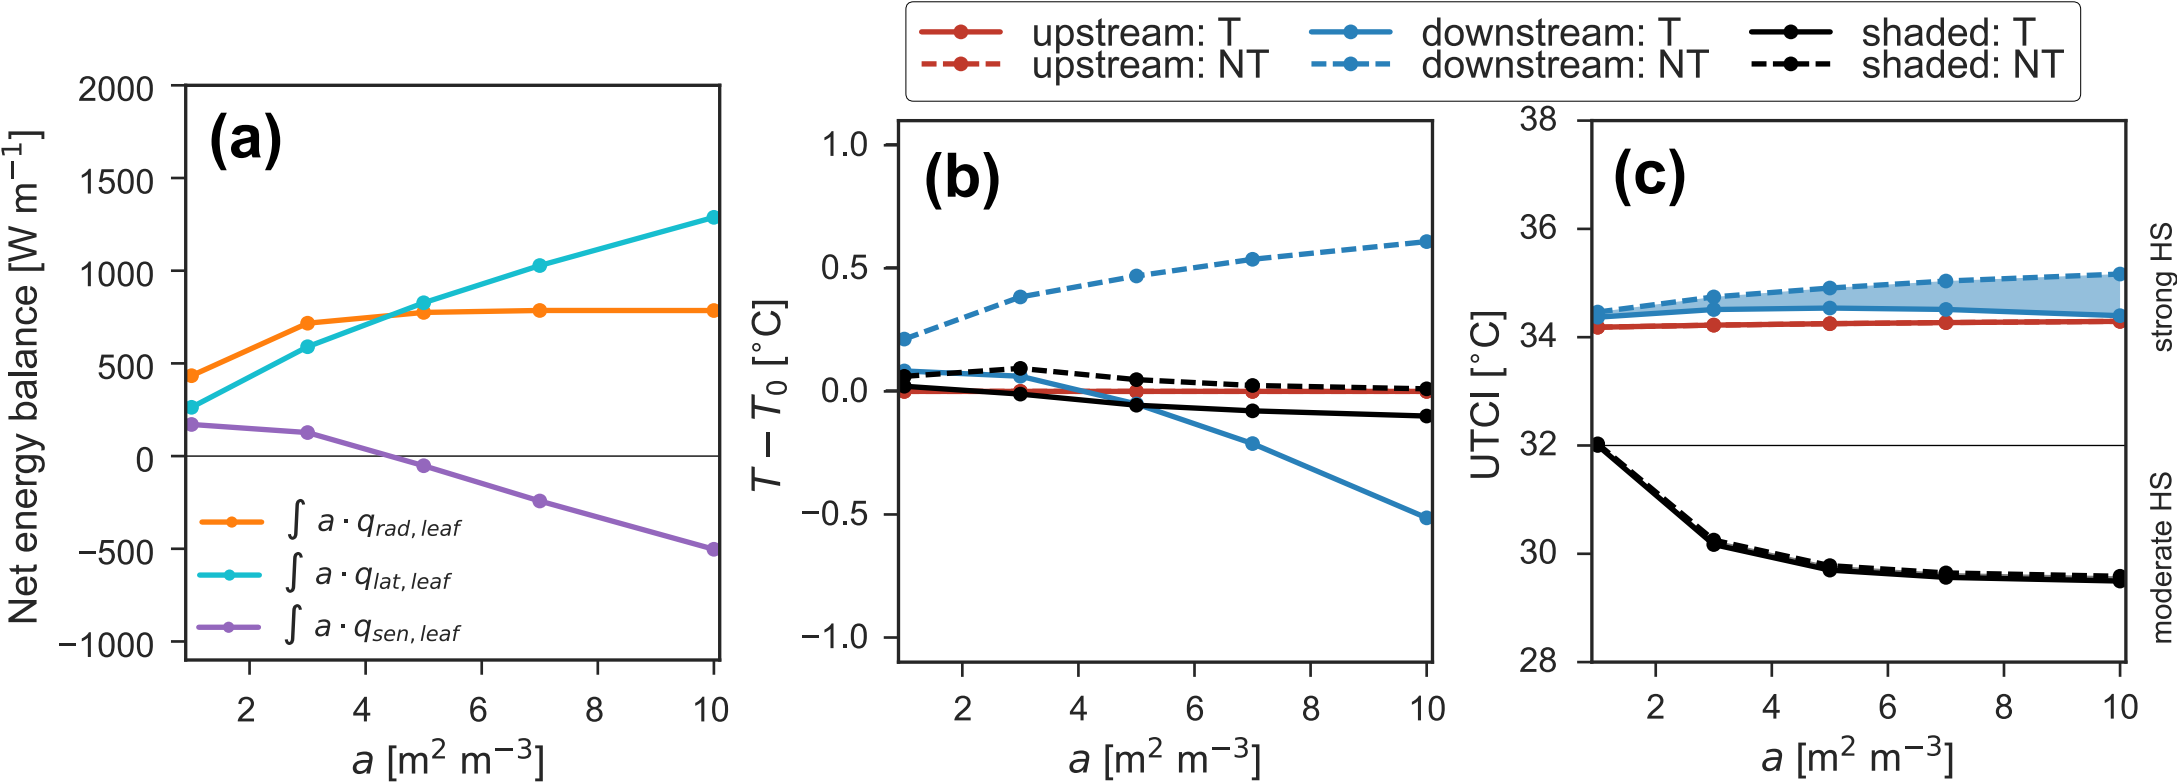 upstream: T downstream: T shaded: T
upstream: NT downstream: NT shaded: NT
(a)
Net energy balance [W m⁻¹]
2000
1500
1000
500
0
−500
−1000
∫ a · q_rad, leaf
∫ a · q_lat, leaf
∫ a · q_sen, leaf
2 4 6 8 10
a [m² m⁻³]
(b)
T − T₀ [°C]
1.0
0.5
0.0
−0.5
−1.0
2 4 6 8 10
a [m² m⁻³]
(c)
UTCI [°C]
38
36
34
32
30
28
strong HS
moderate HS
2 4 6 8 10
a [m² m⁻³]